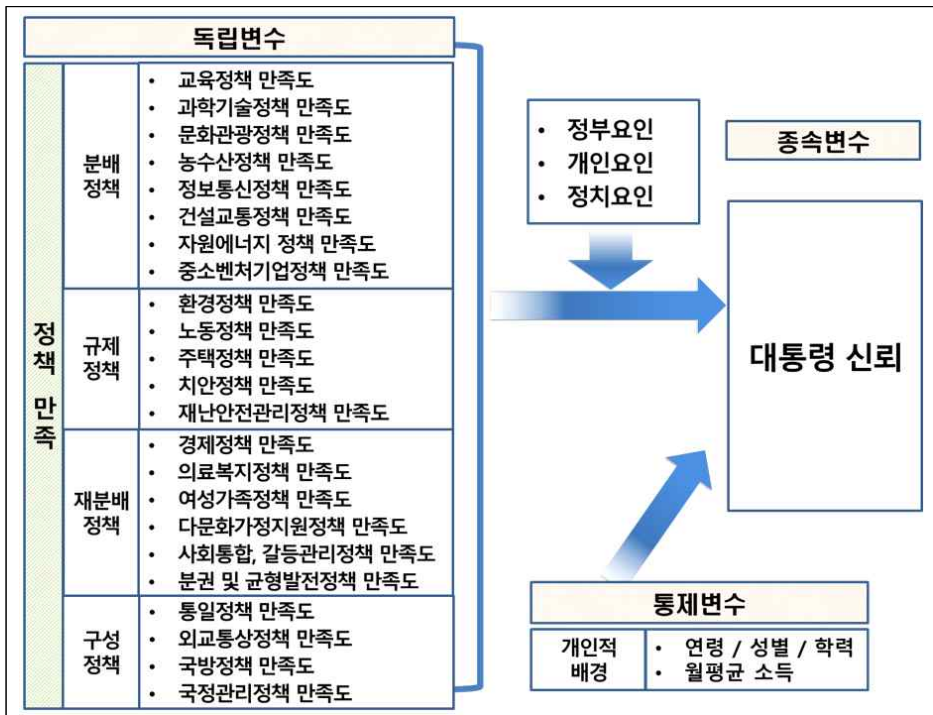 독립변수
정책 만족
분배
정책
• 교육정책 만족도
• 과학기술정책 만족도
• 문화관광정책 만족도
• 농수산정책 만족도
• 정보통신정책 만족도
• 건설교통정책 만족도
• 자원에너지 정책 만족도
• 중소벤처기업정책 만족도
규제
정책
• 환경정책 만족도
• 노동정책 만족도
• 주택정책 만족도
• 치안정책 만족도
• 재난안전관리정책 만족도
재분배
정책
• 경제정책 만족도
• 의료복지정책 만족도
• 여성가족정책 만족도
• 다문화가정지원정책 만족도
• 사회통합, 갈등관리정책 만족도
• 분권 및 균형발전정책 만족도
구성
정책
• 통일정책 만족도
• 외교통상정책 만족도
• 국방정책 만족도
• 국정관리정책 만족도
• 정부요인
• 개인요인
• 정치요인
종속변수
대통령 신뢰
통제변수
개인적
배경
• 연령 / 성별 / 학력
• 월평균 소득